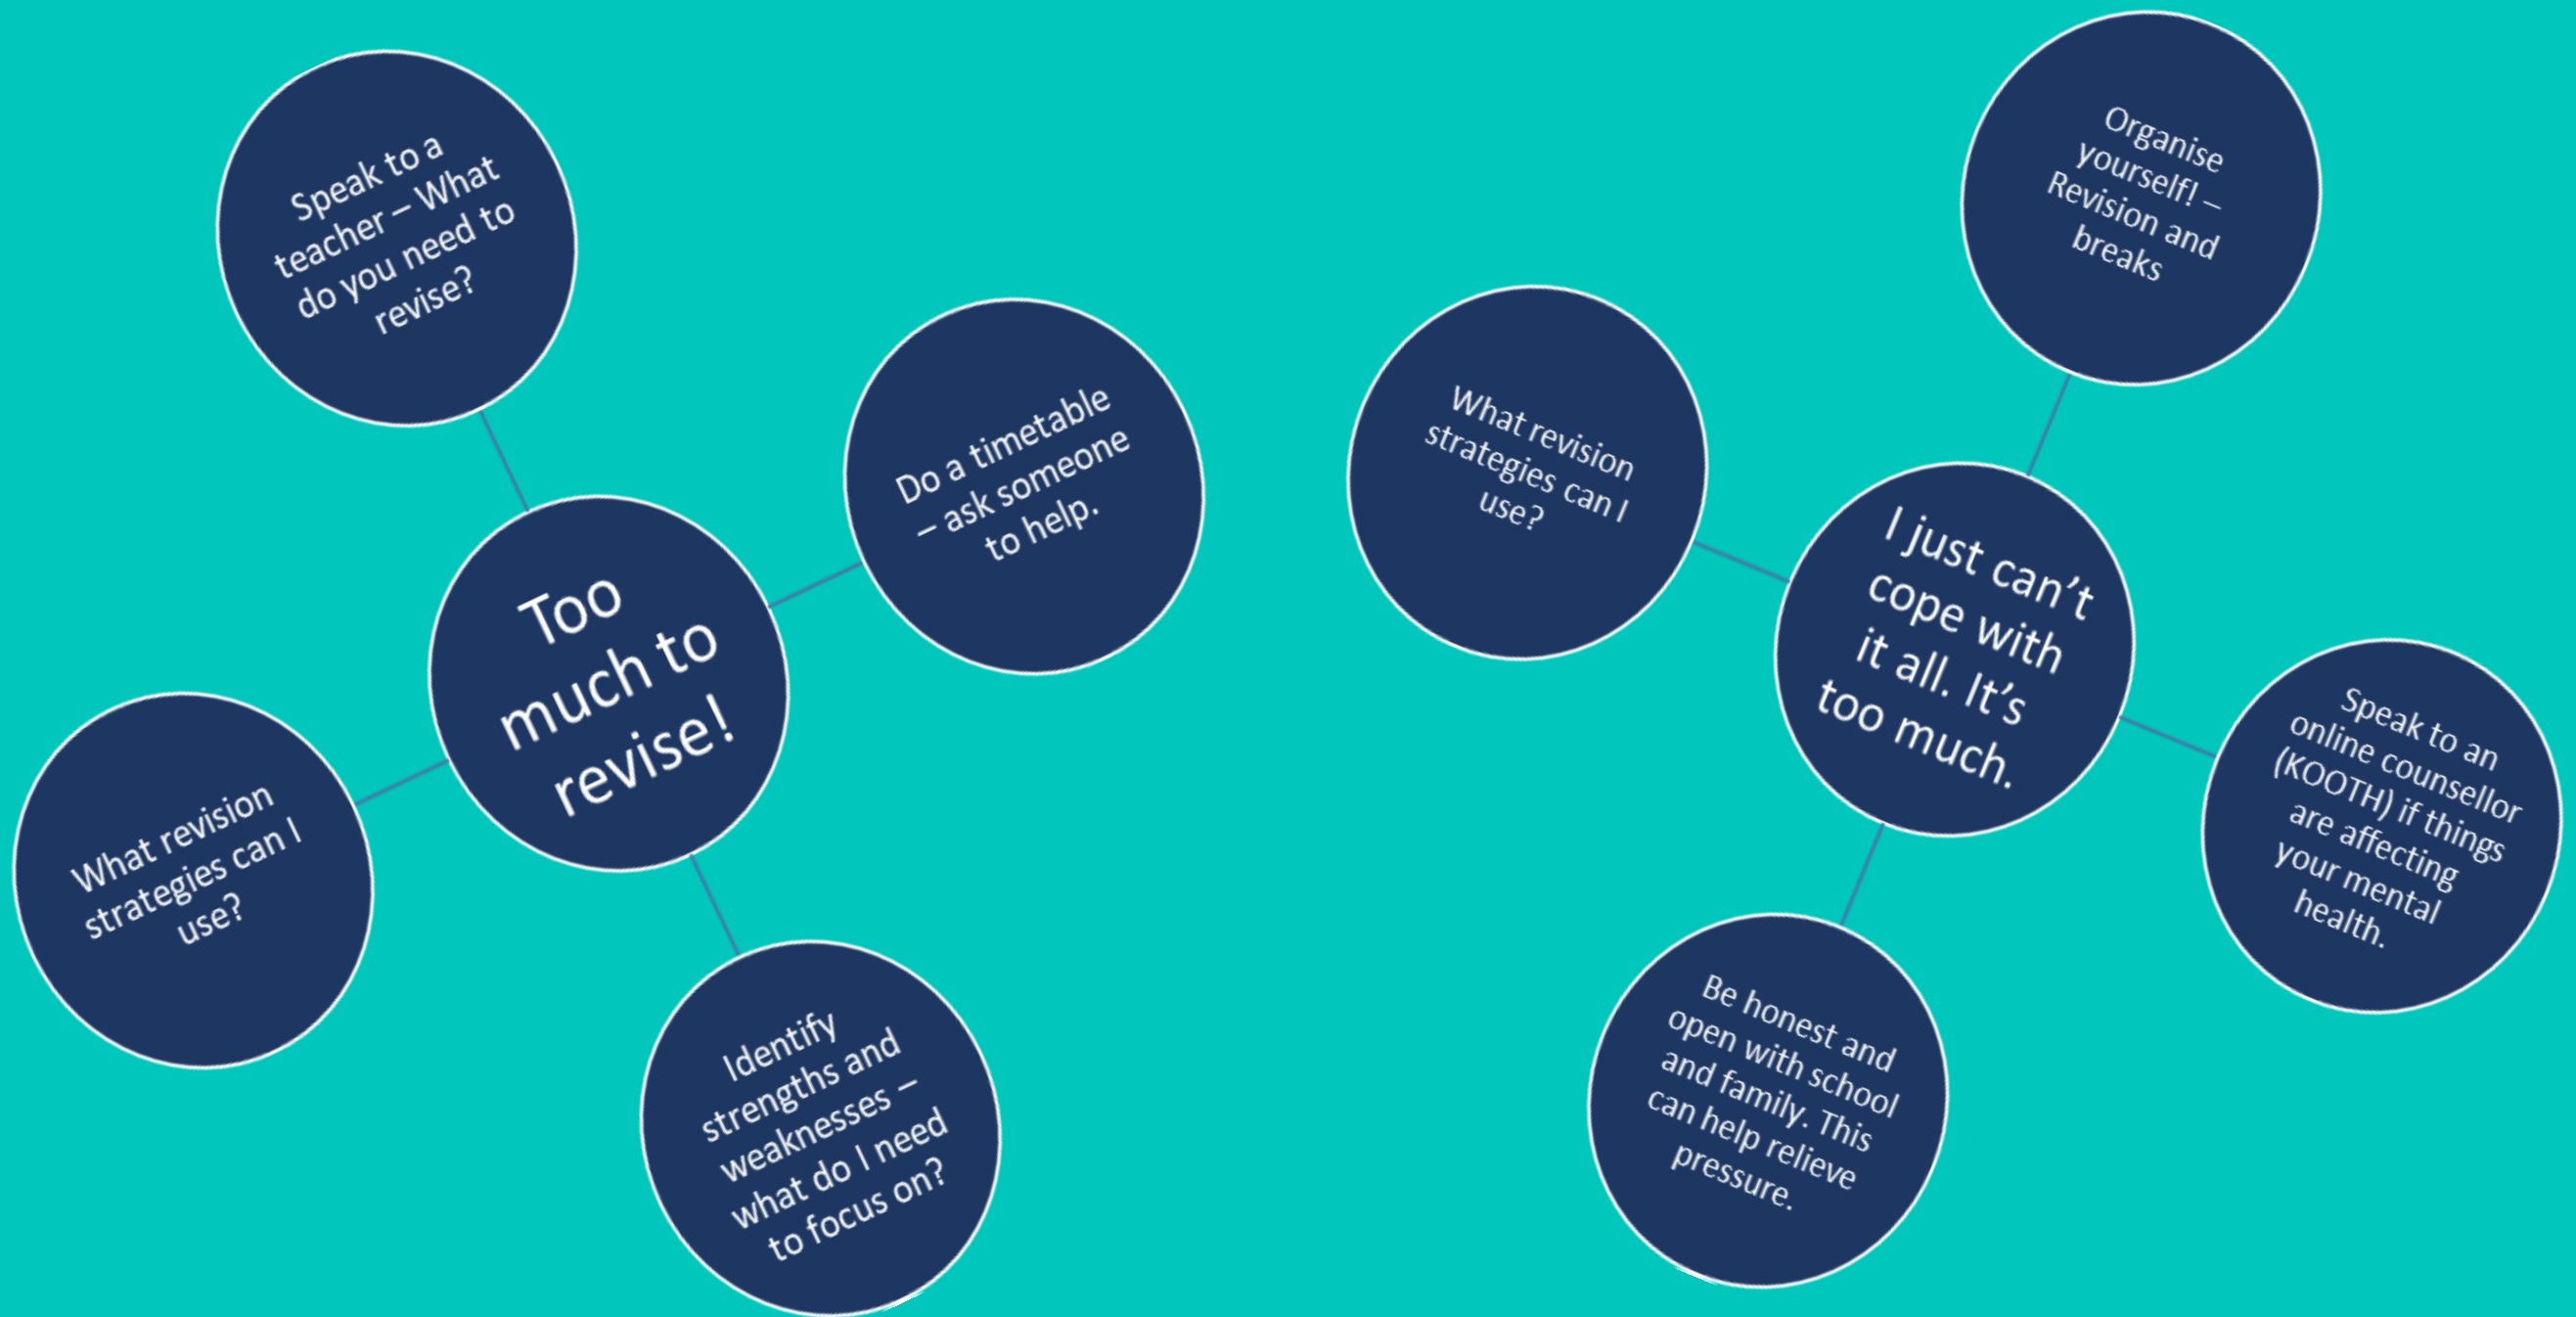 Speak to a
teacher – What
do you need to
revise?
Do a timetable
– ask someone
to help.
Too
much to
revise!
What revision
strategies can I
use?
Identify
strengths and
weaknesses –
what do I need
to focus on?
Organise
yourself! –
Revision and
breaks
What revision
strategies can I
use?
I just can’t
cope with
it all. It’s
too much.
Speak to an
online counsellor
(KOOTH) if things
are affecting
your mental
health.
Be honest and
open with school
and family. This
can help relieve
pressure.